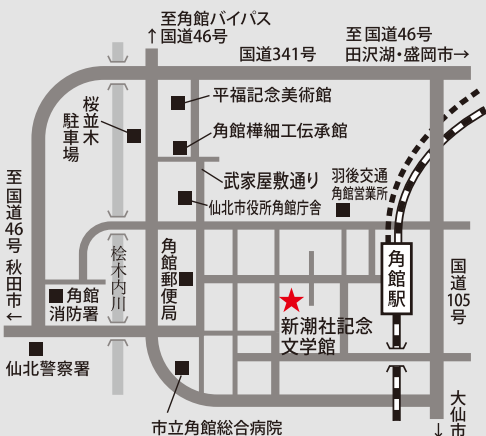 至角館バイパス
↑国道46号
至 国道46号
田沢湖・盛岡市→
国道341号
平福記念美術館
桜並木
駐車場
角館樺細工伝承館
武家屋敷通り
羽後交通
角館営業所
仙北市役所角館庁舎
至 国道46号 秋田市←
桧木内川
角館郵便局
角館駅
国道105号
角館
消防署
新潮社記念
文学館
仙北警察署
市立角館総合病院
大仙市↓